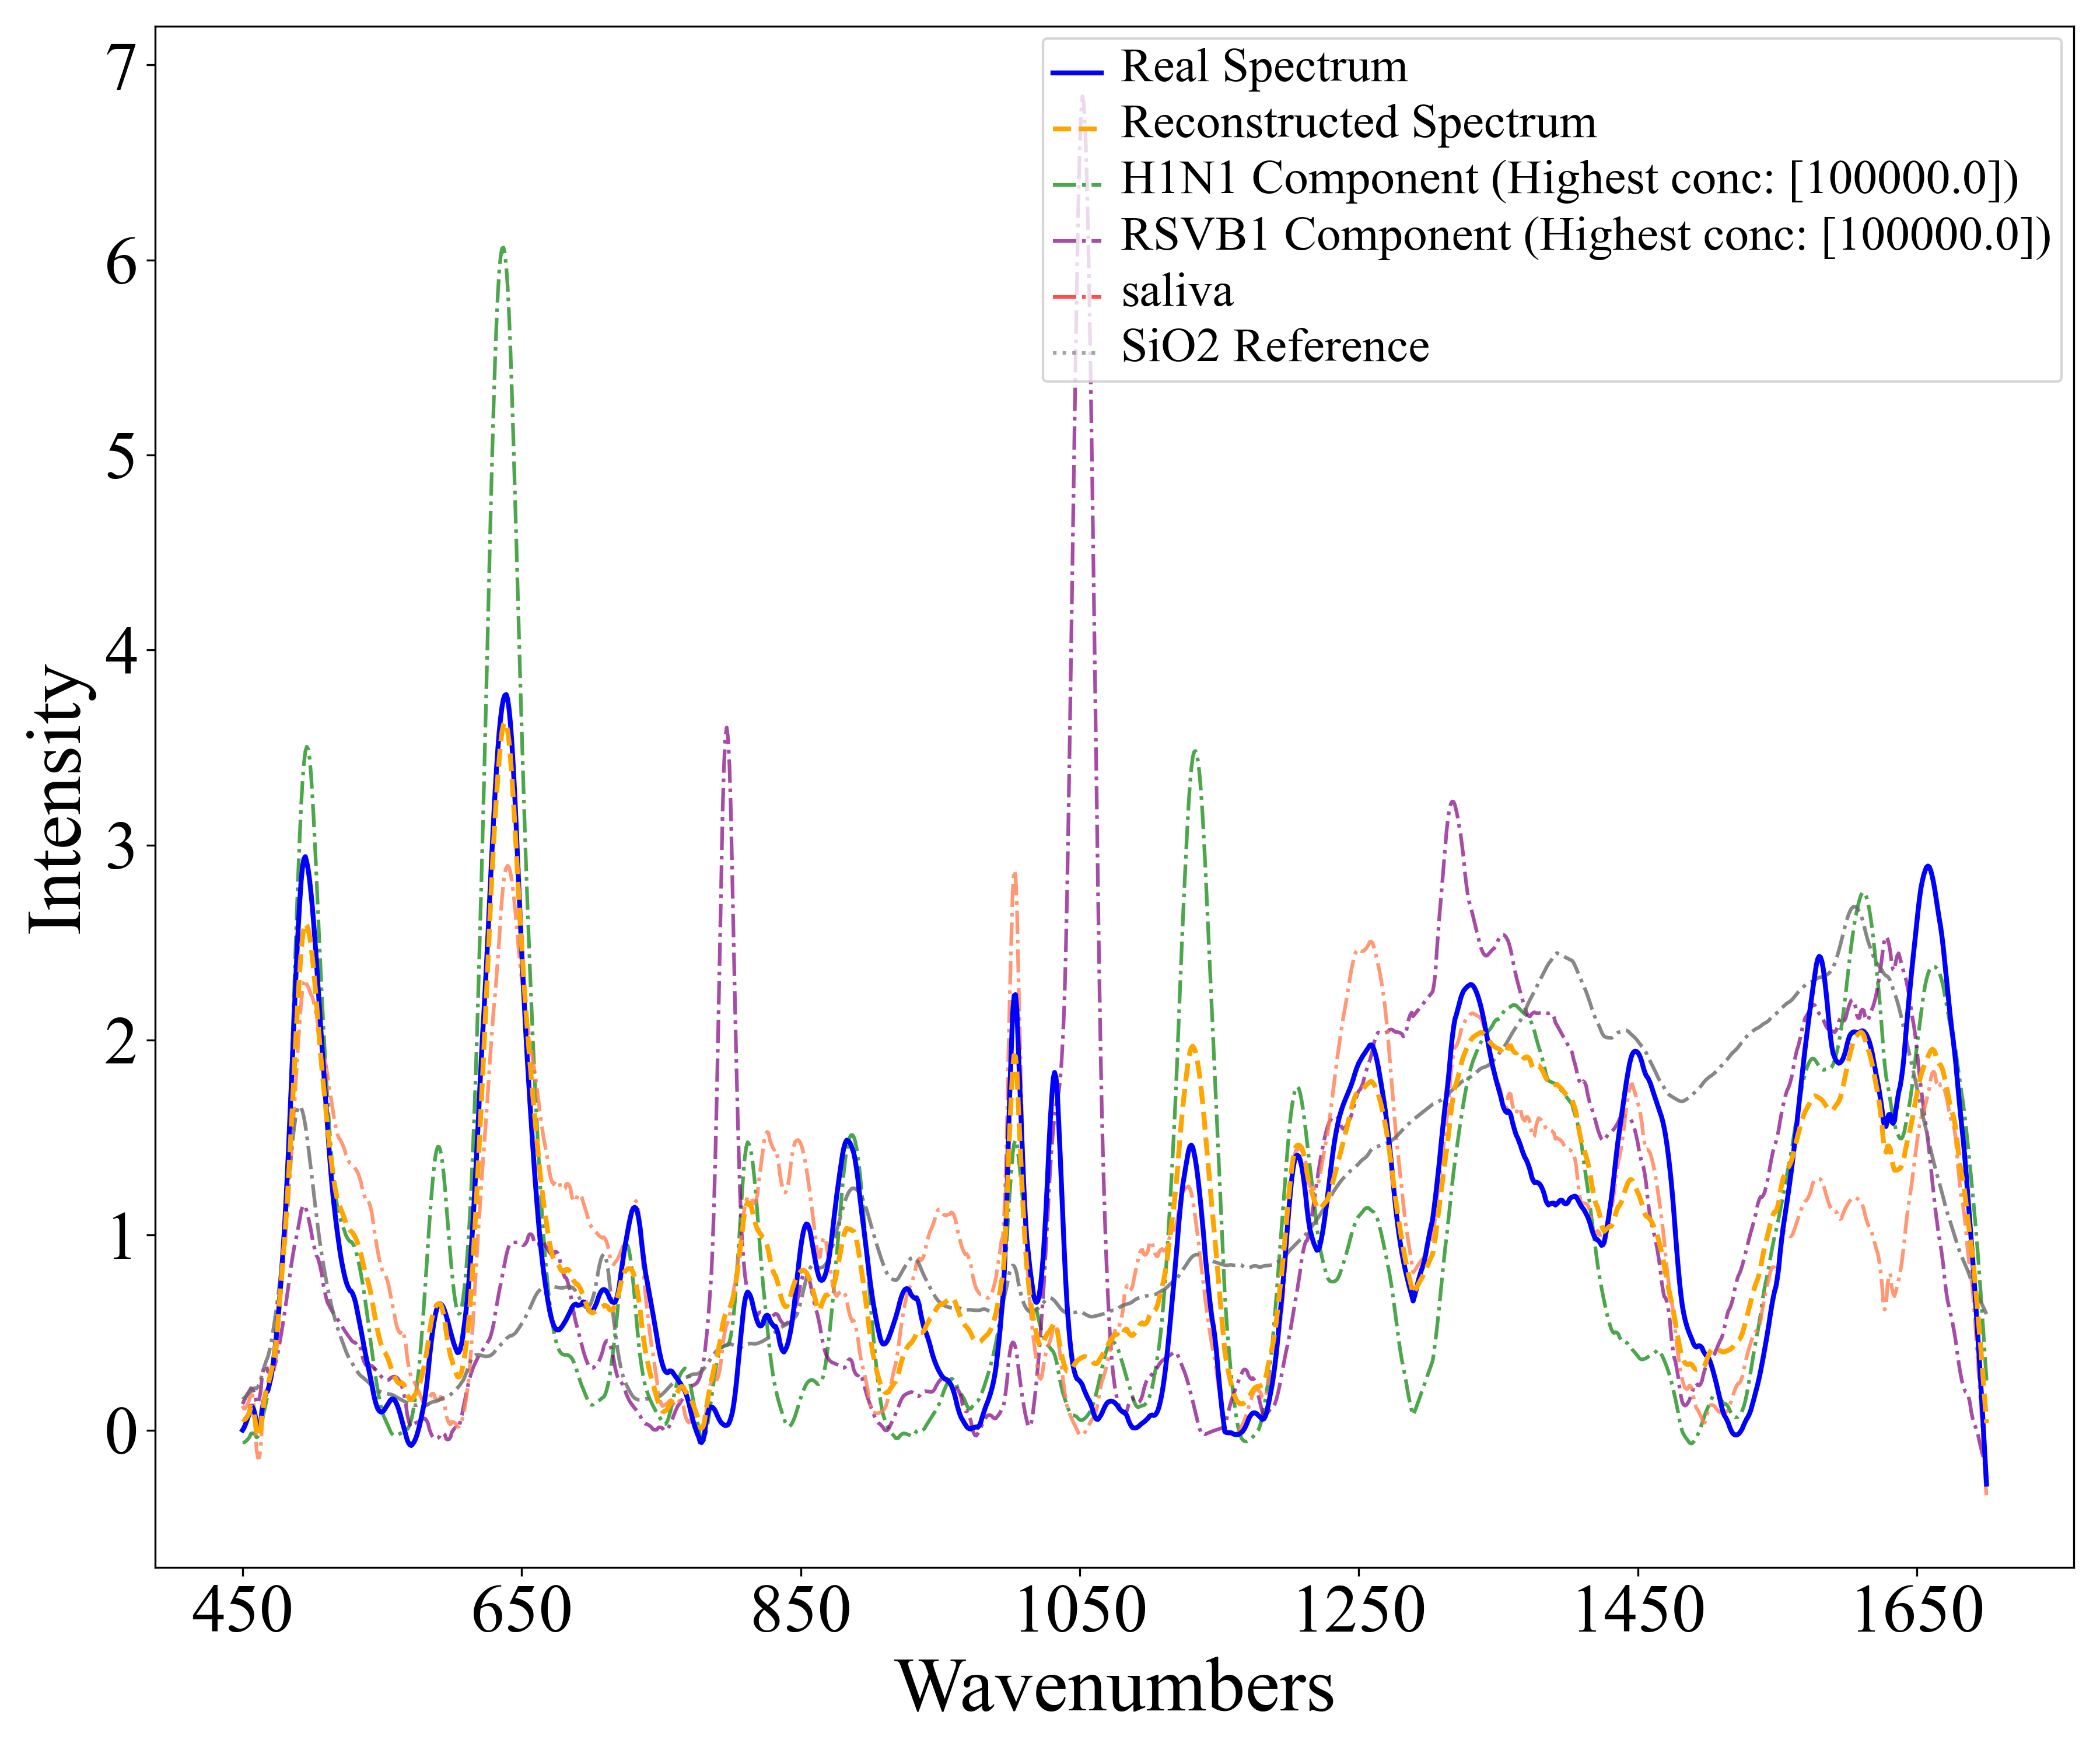 7
6
5
4
3
2
1
0
Intensity
Real Spectrum
Reconstructed Spectrum
H1N1 Component (Highest conc: [100000.0])
RSVB1 Component (Highest conc: [100000.0])
saliva
SiO2 Reference
450 650 850 1050 1250 1450 1650
Wavenumbers